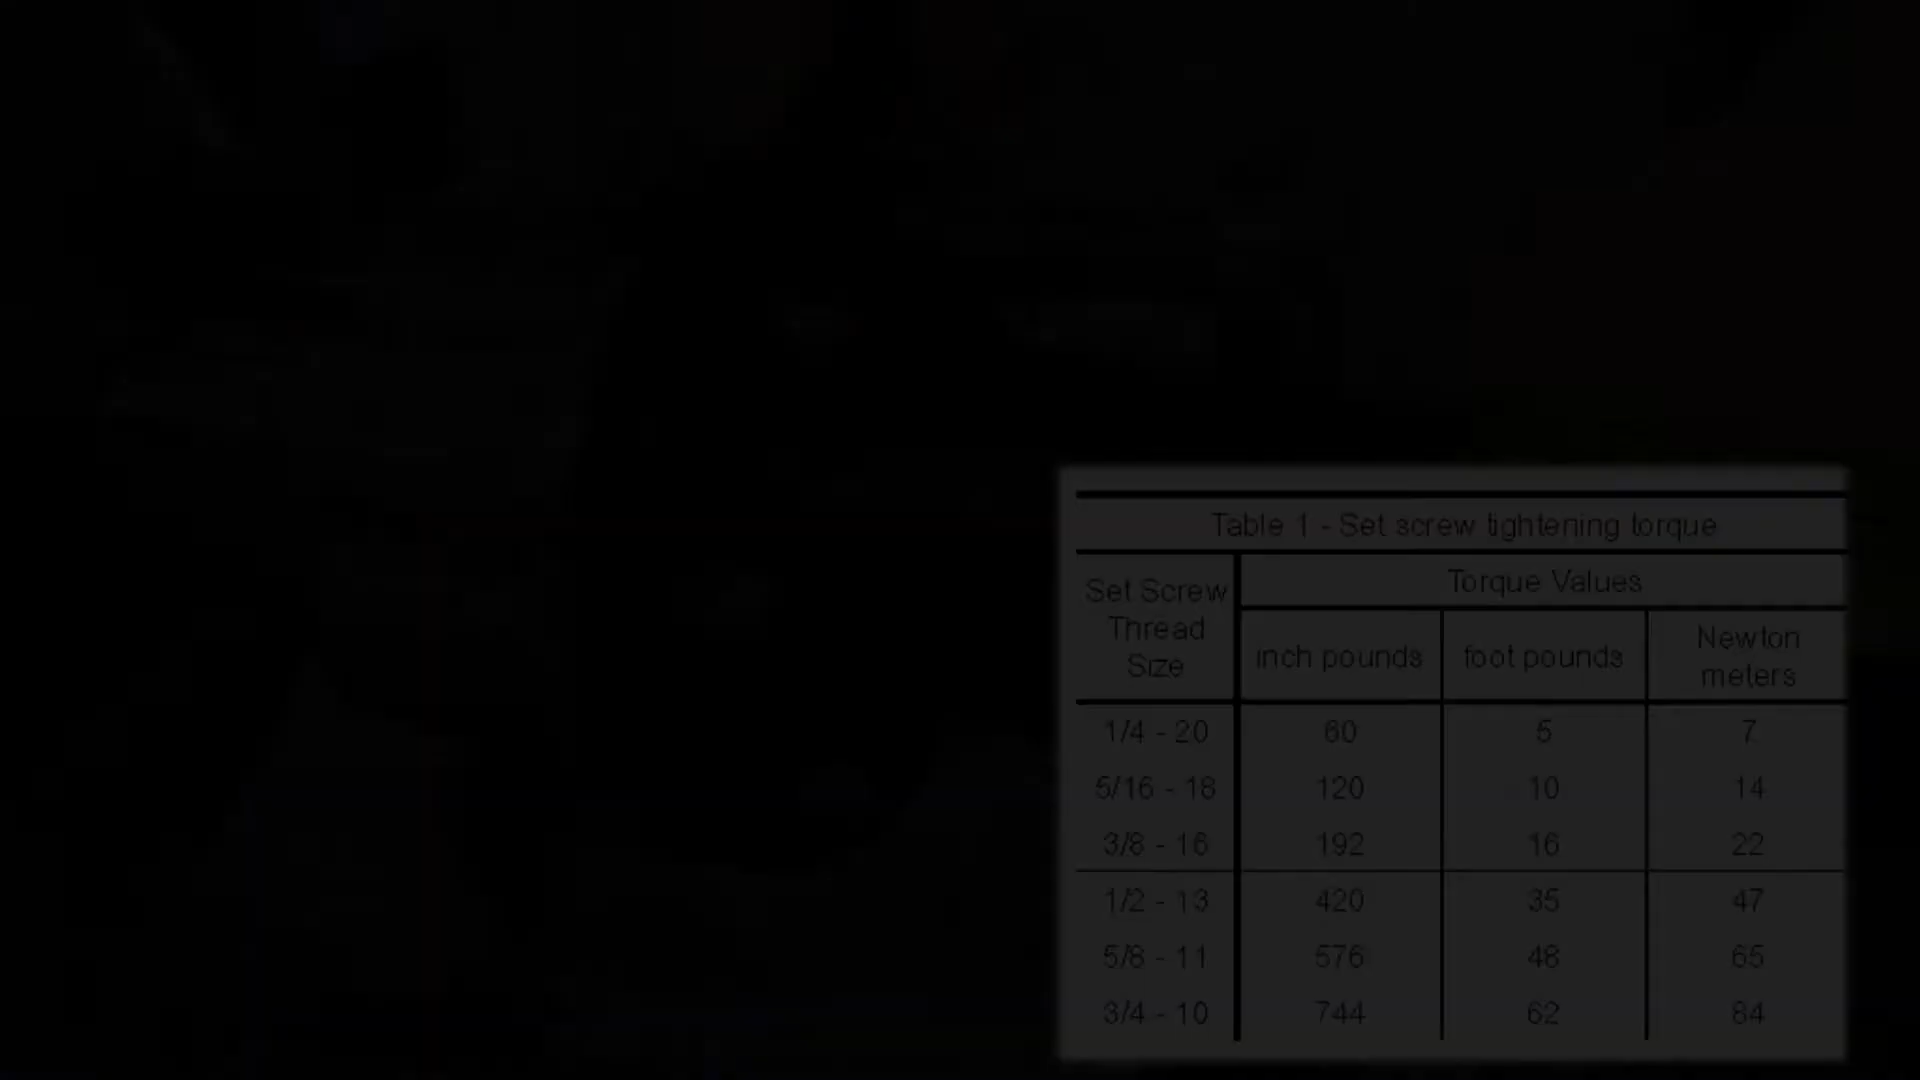 Table 1 - Set screw tightening torque
Set Screw Thread Size
Torque Values
inch pounds
foot pounds
Newton meters
1/4 - 20 60 5 7
5/16 - 18 120 10 14
3/8 - 16 192 16 22
1/2 - 13 420 35 47
5/8 - 11 576 48 65
3/4 - 10 744 62 84